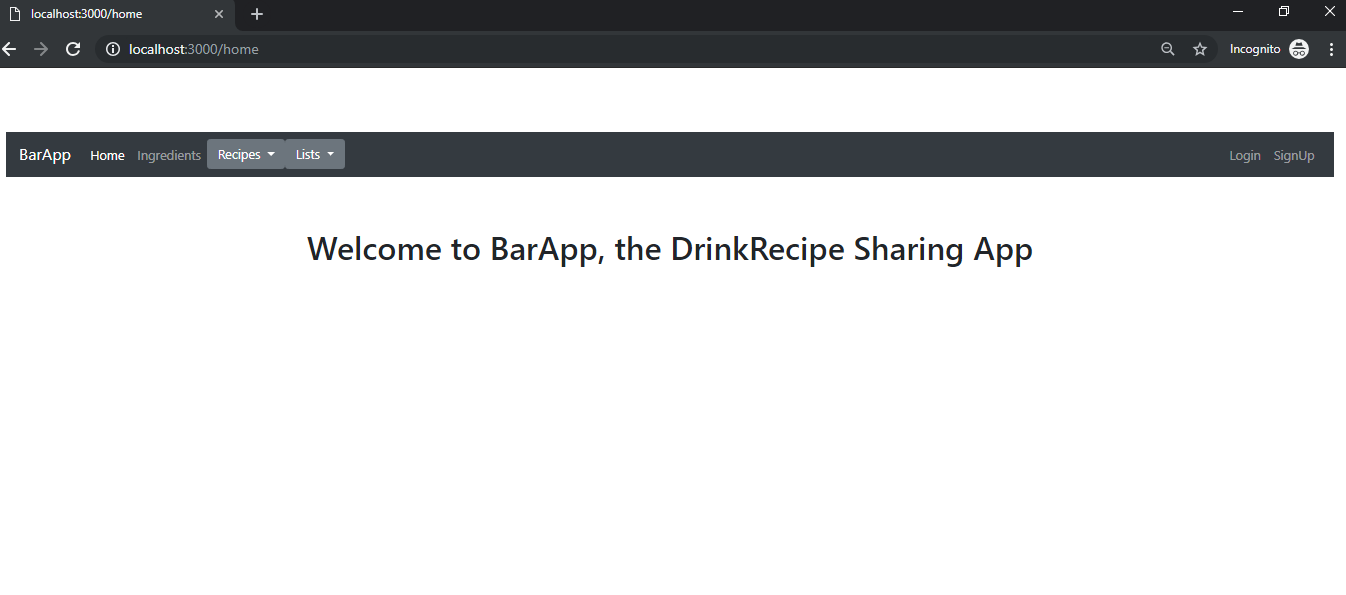 localhost:3000/home
localhost:3000/home
Incognito
BarApp Home Ingredients Recipes Lists Login SignUp
Welcome to BarApp, the DrinkRecipe Sharing App